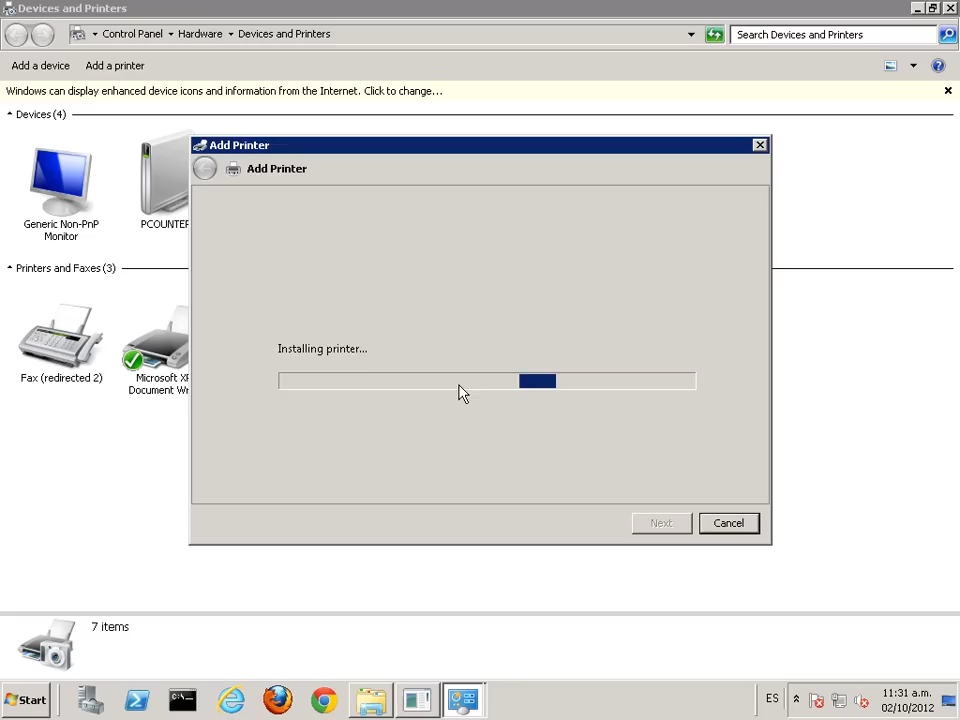 Devices and Printers
Control Panel Hardware Devices and Printers
Search Devices and Printers
Add a device Add a printer
Windows can display enhanced device icons and information from the Internet. Click to change...
Devices (4)
Generic Non-PnP
Monitor
PCOUNTER
Printers and Faxes (3)
Fax (redirected 2)
Microsoft XP
Document Wr
Add Printer
Add Printer
Installing printer...
Next Cancel
7 items
Start
C:\_
ES
11:31 a.m.
02/10/2012